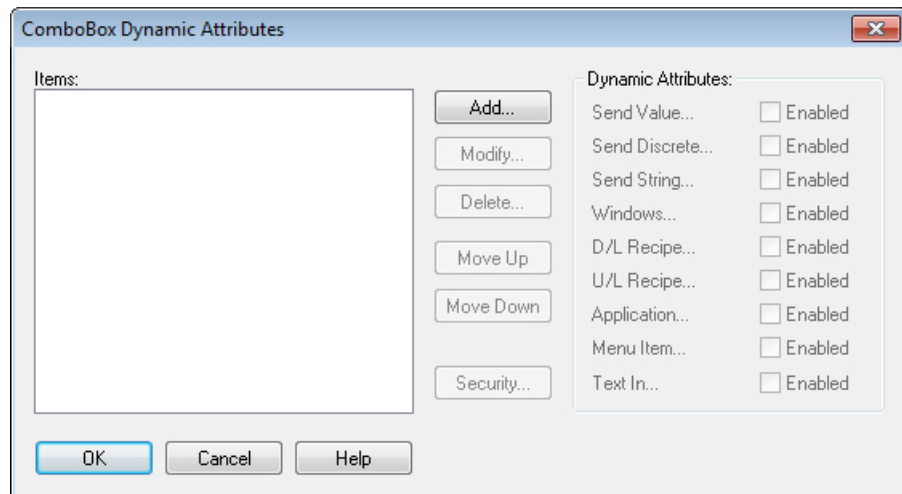 ComboBox Dynamic Attributes
Items:
Add...
Modify...
Delete...
Move Up
Move Down
Security...
Dynamic Attributes:
Send Value... Enabled
Send Discrete... Enabled
Send String... Enabled
Windows... Enabled
D/L Recipe... Enabled
U/L Recipe... Enabled
Application... Enabled
Menu Item... Enabled
Text In... Enabled
OK Cancel Help